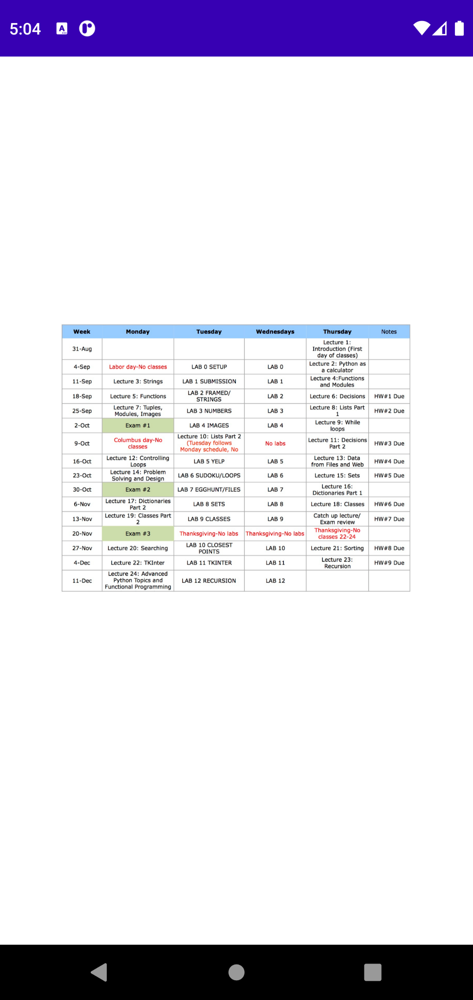 5:04
Week Monday Tuesday Wednesdays Thursday Notes
31-Aug Lecture 1: Introduction (First day of classes)
4-Sep Labor day-No classes LAB 0 SETUP LAB 0 Lecture 2: Python as a calculator
11-Sep Lecture 3: Strings LAB 1 SUBMISSION LAB 1 Lecture 4:Functions and Modules
18-Sep Lecture 5: Functions LAB 2 FRAMED/ STRINGS LAB 2 Lecture 6: Decisions HW#1 Due
25-Sep Lecture 7: Tuples, Modules, Images LAB 3 NUMBERS LAB 3 Lecture 8: Lists Part 1 HW#2 Due
2-Oct Exam #1 LAB 4 IMAGES LAB 4 Lecture 9: While loops
9-Oct Columbus day-No classes Lecture 10: Lists Part 2 (Tuesday follows Monday schedule, No No labs Lecture 11: Decisions Part 2 HW#3 Due
16-Oct Lecture 12: Controlling Loops LAB 5 YELP LAB 5 Lecture 13: Data from Files and Web HW#4 Due
23-Oct Lecture 14: Problem Solving and Design LAB 6 SUDOKU/LOOPS LAB 6 Lecture 15: Sets HW#5 Due
30-Oct Exam #2 LAB 7 EGGHUNT/FILES LAB 7 Lecture 16: Dictionaries Part 1
6-Nov Lecture 17: Dictionaries Part 2 LAB 8 SETS LAB 8 Lecture 18: Classes HW#6 Due
13-Nov Lecture 19: Classes Part 2 LAB 9 CLASSES LAB 9 Catch up lecture/ Exam review HW#7 Due
20-Nov Exam #3 Thanksgiving-No labs Thanksgiving-No labs Thanksgiving-No classes 22-24
27-Nov Lecture 20: Searching LAB 10 CLOSEST POINTS LAB 10 Lecture 21: Sorting HW#8 Due
4-Dec Lecture 22: TKInter LAB 11 TKINTER LAB 11 Lecture 23: Recursion HW#9 Due
11-Dec Lecture 24: Advanced Python Topics and Functional Programming LAB 12 RECURSION LAB 12